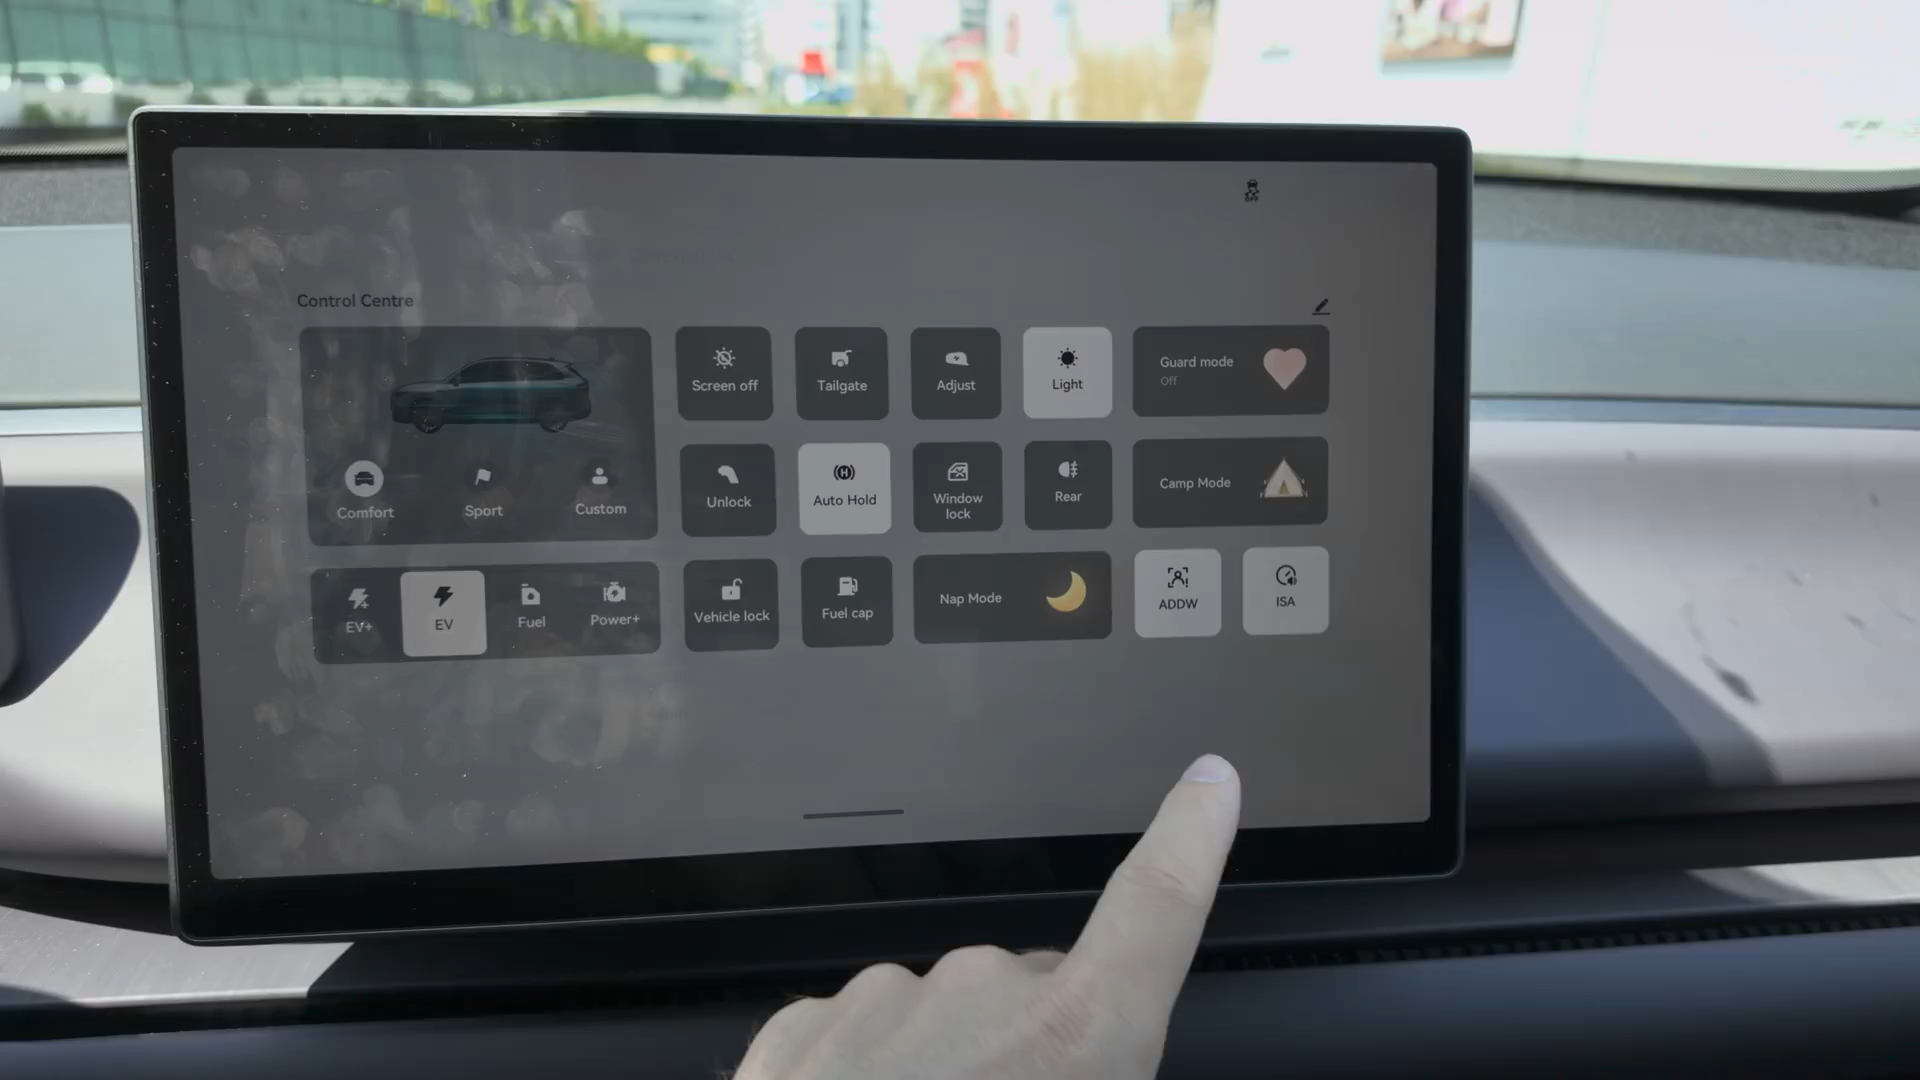 OFF
Control Centre
Screen off
Tailgate
Adjust
Light
Guard mode
Off
Comfort
Sport
Custom
Unlock
Auto Hold
Window
lock
Rear
Camp Mode
EV+
EV
Fuel
Power+
Vehicle lock
Fuel cap
Nap Mode
ADDW
ISA